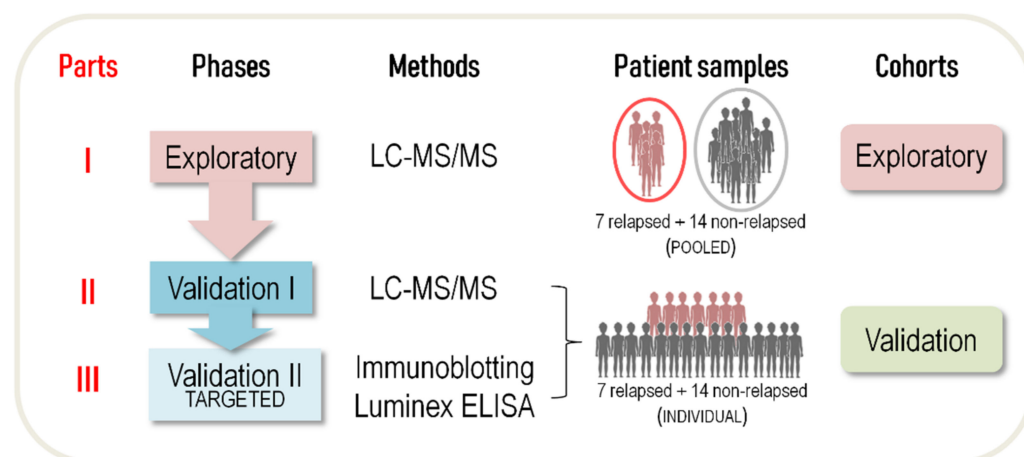 Parts Phases Methods Patient samples Cohorts
I Exploratory LC-MS/MS Exploratory
7 relapsed + 14 non-relapsed
(POOLED)
II Validation I LC-MS/MS
Validation
III Validation II
TARGETED
Immunoblotting
Luminex ELISA
7 relapsed + 14 non-relapsed
(INDIVIDUAL)